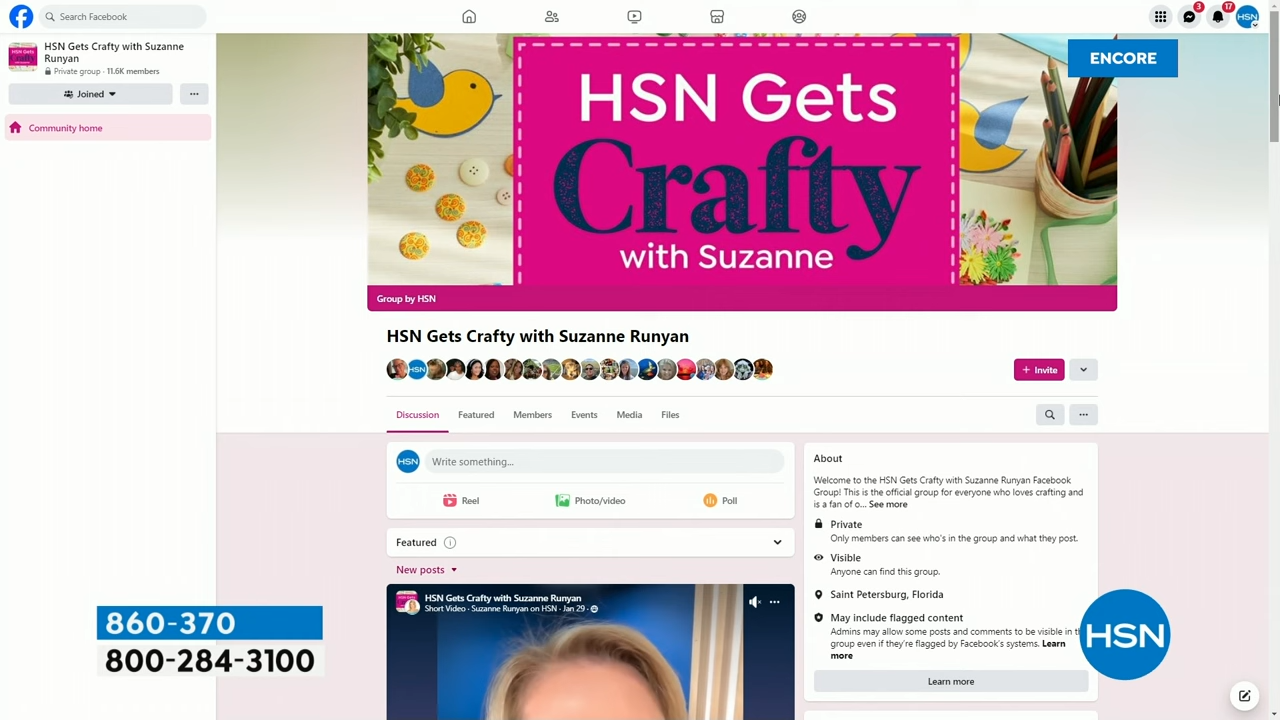 Search Facebook
3
17
HSN
ENCORE
HSN Gets Crafty with Suzanne
Runyan
Private group · 11.6K members
Joined
Community home
HSN Gets
Crafty
with Suzanne
Group by HSN
HSN Gets Crafty with Suzanne Runyan
HSN
+ Invite
Discussion
Featured
Members
Events
Media
Files
HSN
Write something...
Reel
Photo/video
Poll
Featured
New posts
HSN Gets Crafty with Suzanne Runyan
Short Video · Suzanne Runyan on HSN · Jan 29 ·
About
Welcome to the HSN Gets Crafty with Suzanne Runyan Facebook
Group! This is the official group for everyone who loves crafting and
is a fan of o... See more
Private
Only members can see who's in the group and what they post.
Visible
Anyone can find this group.
Saint Petersburg, Florida
May include flagged content
Admins may allow some posts and comments to be visible in th
group even if they're flagged by Facebook's systems. Learn
more
Learn more
860-370
800-284-3100
HSN